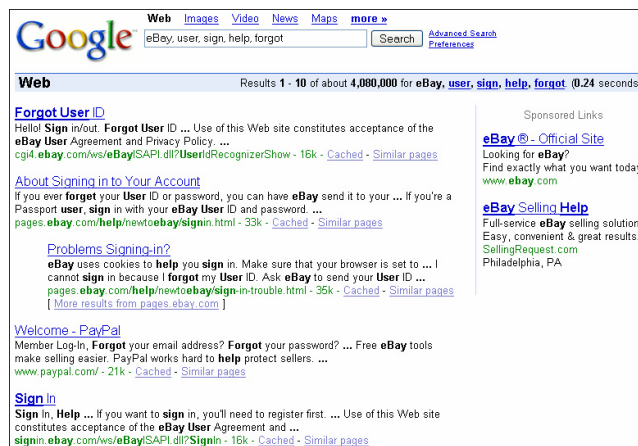 Web Images Video News Maps more »
Google™
eBay, user, sign, help, forgot Search Advanced Search
Preferences
Web Results 1 - 10 of about 4,080,000 for eBay, user, sign, help, forgot. (0.24 seconds
Forgot User ID
Hello! Sign in/out. Forgot User ID ... Use of this Web site constitutes acceptance of the
eBay User Agreement and Privacy Policy. ...
cgi4.ebay.com/ws/eBayISAPI.dll?UserIdRecognizerShow - 16k - Cached - Similar pages
About Signing in to Your Account
If you ever forget your User ID or password, you can have eBay send it to your ... If you're a
Passport user, sign in with your eBay User ID and password. ...
pages.ebay.com/help/newtoebay/signin.html - 33k - Cached - Similar pages
Problems Signing-in?
eBay uses cookies to help you sign in. Make sure that your browser is set to ... I
cannot sign in because I forgot my User ID. Ask eBay to send your User ID ...
pages.ebay.com/help/newtoebay/sign-in-trouble.html - 35k - Cached - Similar pages
[ More results from pages.ebay.com ]
Welcome - PayPal
Member Log-In, Forgot your email address? Forgot your password? ... Free eBay tools
make selling easier. PayPal works hard to help protect sellers. ...
www.paypal.com/ - 21k - Cached - Similar pages
Sign In
Sign In, Help ... If you want to sign in, you'll need to register first. ... Use of this Web site
constitutes acceptance of the eBay User Agreement and ...
signin.ebay.com/ws/eBayISAPI.dll?SignIn - 16k - Cached - Similar pages
Sponsored Links
eBay ® - Official Site
Looking for eBay?
Find exactly what you want today
www.ebay.com
eBay Selling Help
Full-service eBay selling solution
Easy, convenient & great results.
SellingRequest.com
Philadelphia, PA